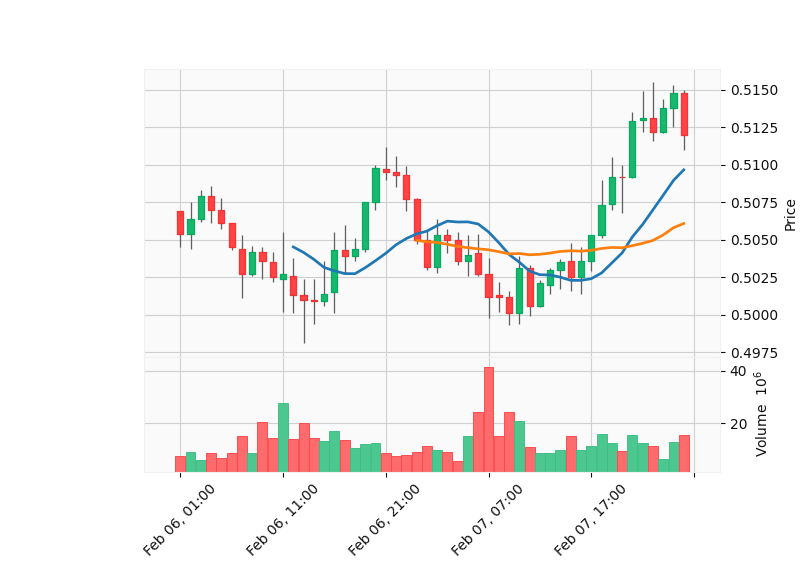 0.5150
0.5125
0.5100
0.5075
0.5050
0.5025
0.5000
0.4975
Price
40
20
Volume 10⁶
Feb 06, 01:00
Feb 06, 11:00
Feb 06, 21:00
Feb 07, 07:00
Feb 07, 17:00